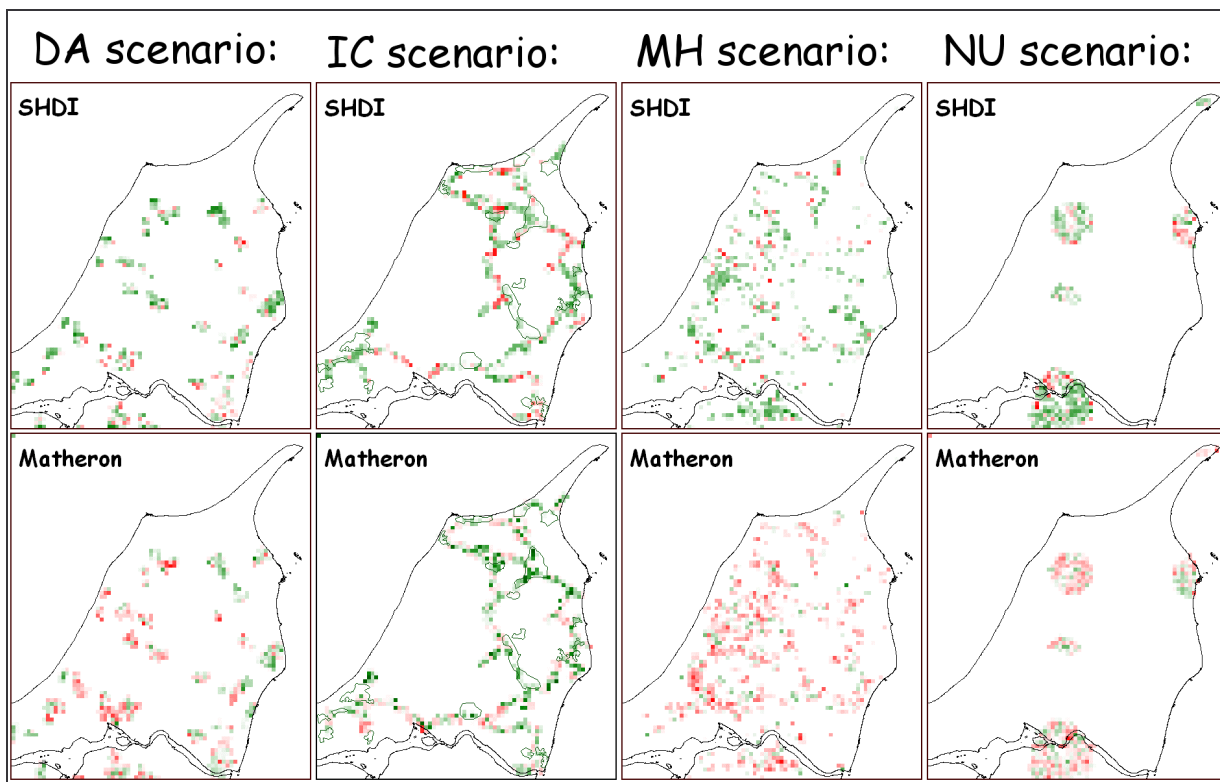 DA scenario: IC scenario: MH scenario: NU scenario:
SHDI SHDI SHDI SHDI
Matheron Matheron Matheron Matheron